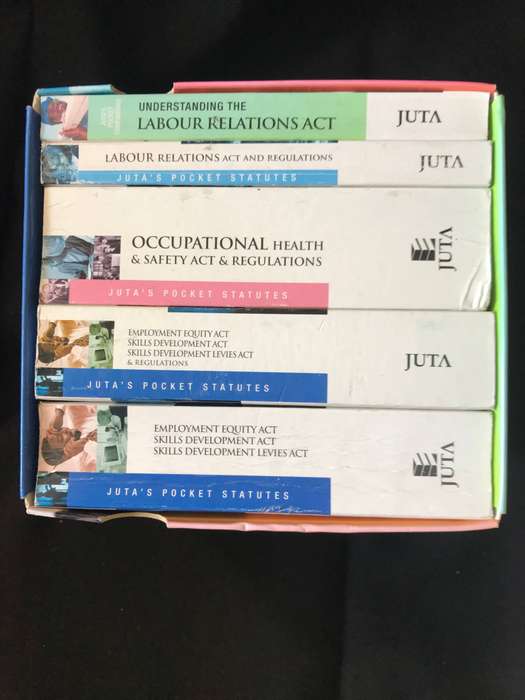 UNDERSTANDING THE
LABOUR RELATIONS ACT
JUTA
LABOUR RELATIONS ACT AND REGULATIONS
JUTA'S POCKET STATUTES
JUTA
OCCUPATIONAL HEALTH
& SAFETY ACT & REGULATIONS
JUTA'S POCKET STATUTES
JUTA
EMPLOYMENT EQUITY ACT
SKILLS DEVELOPMENT ACT
SKILLS DEVELOPMENT LEVIES ACT
& REGULATIONS
JUTA'S POCKET STATUTES
JUTA
EMPLOYMENT EQUITY ACT
SKILLS DEVELOPMENT ACT
SKILLS DEVELOPMENT LEVIES ACT
JUTA'S POCKET STATUTES
JUTA